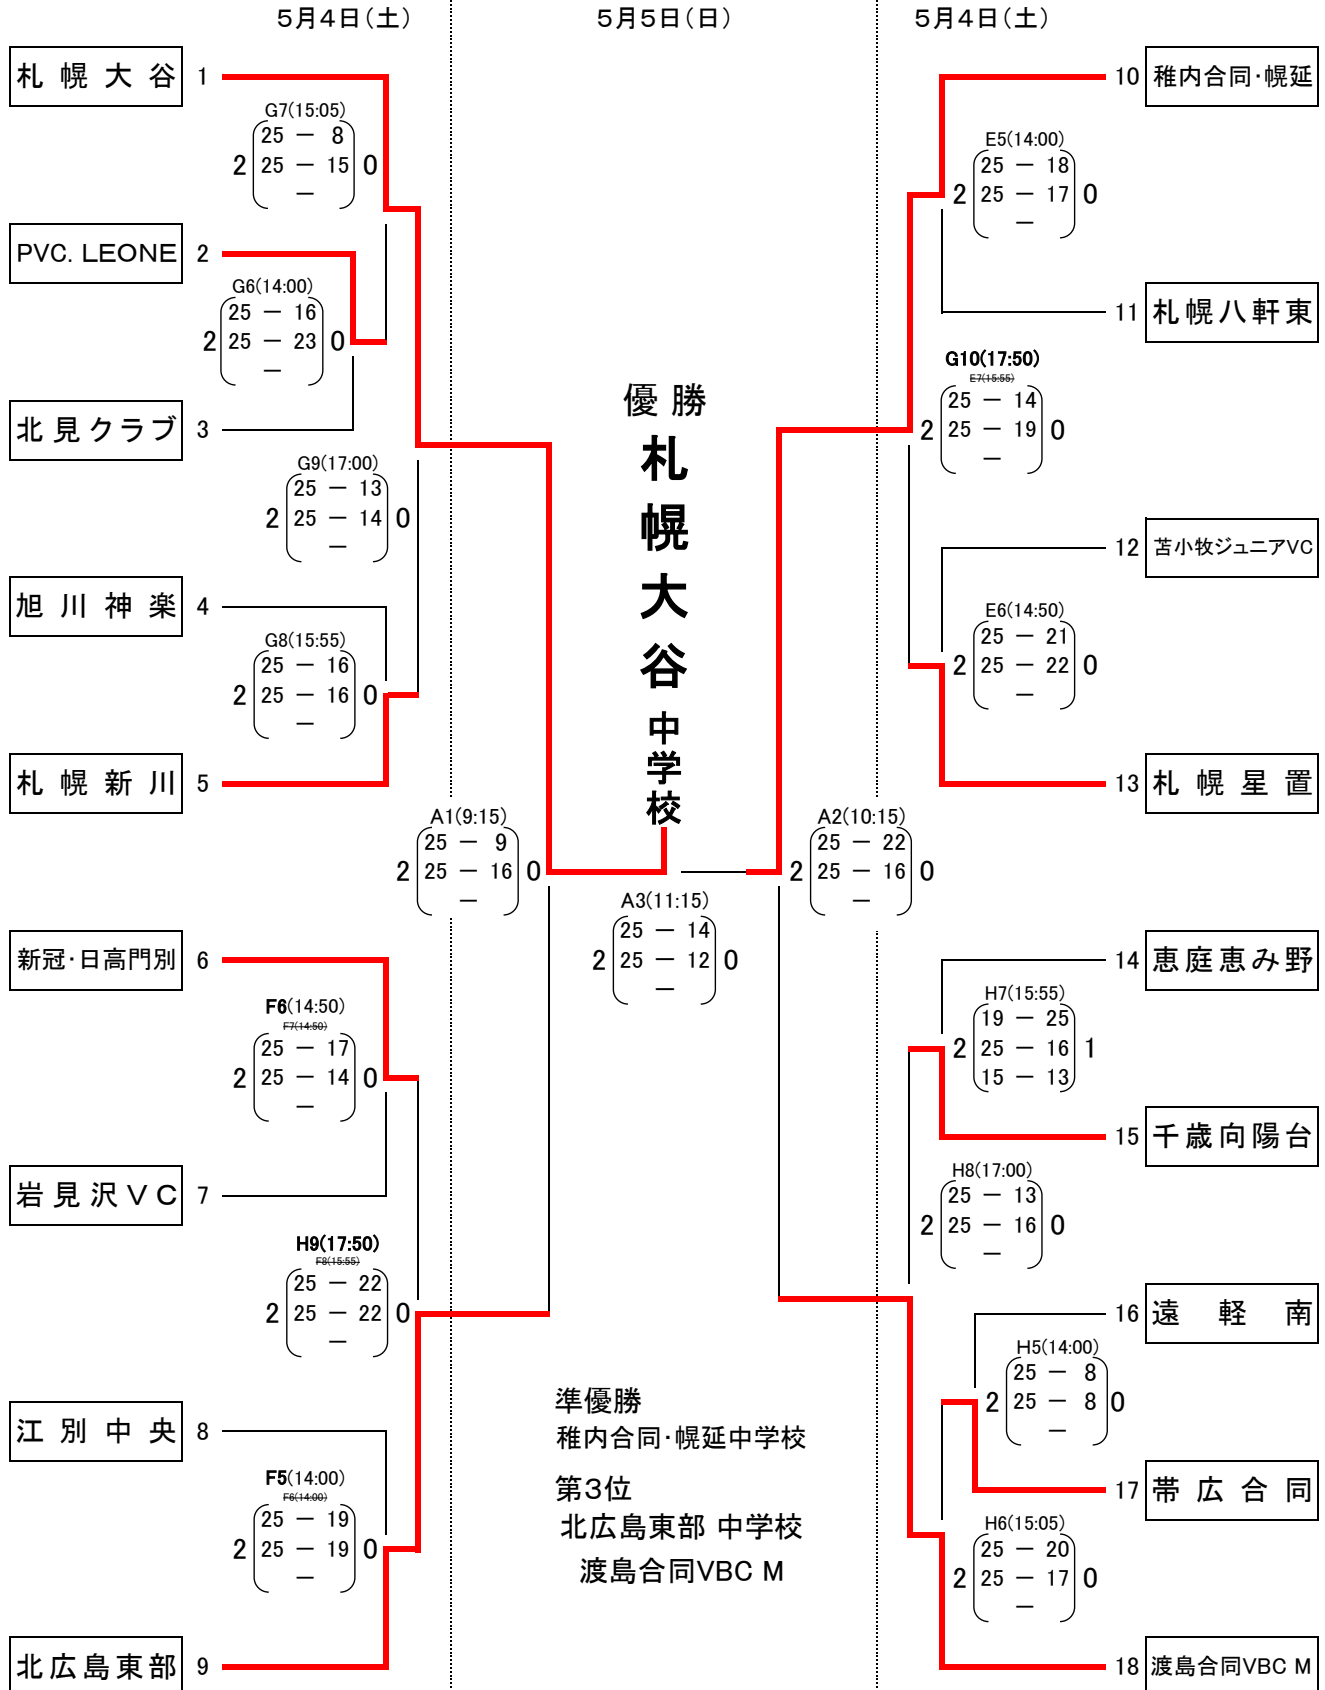 5月4日(土)
5月5日(日)
5月4日(土)
札幌大谷 1
G7(15:05)
25 － 8
2 25 － 15 0
－
PVC. LEONE 2
G6(14:00)
25 － 16
2 25 － 23 0
－
北見クラブ 3
G9(17:00)
25 － 13
2 25 － 14 0
－
旭川神楽 4
G8(15:55)
25 － 16
2 25 － 16 0
－
札幌新川 5
A1(9:15)
25 － 9
2 25 － 16 0
－
新冠・日高門別 6
F6(14:50)
F7(14:50)
25 － 17
2 25 － 14 0
－
岩見沢VC 7
H9(17:50)
F8(15:55)
25 － 22
2 25 － 22 0
－
江別中央 8
F5(14:00)
F6(14:00)
25 － 19
2 25 － 19 0
－
北広島東部 9
優勝
札幌大谷中学校
A3(11:15)
25 － 14
2 25 － 12 0
－
準優勝
稚内合同・幌延中学校
第3位
北広島東部 中学校
渡島合同VBC M
10 稚内合同・幌延
E5(14:00)
25 － 18
2 25 － 17 0
－
11 札幌八軒東
G10(17:50)
E7(15:55)
25 － 14
2 25 － 19 0
－
12 苫小牧ジュニアVC
E6(14:50)
25 － 21
2 25 － 22 0
－
13 札幌星置
A2(10:15)
25 － 22
2 25 － 16 0
－
14 恵庭恵み野
H7(15:55)
19 － 25
2 25 － 16 1
15 － 13
15 千歳向陽台
H8(17:00)
25 － 13
2 25 － 16 0
－
16 遠軽南
H5(14:00)
25 － 8
2 25 － 8 0
－
17 帯広合同
H6(15:05)
25 － 20
2 25 － 17 0
－
18 渡島合同VBC M